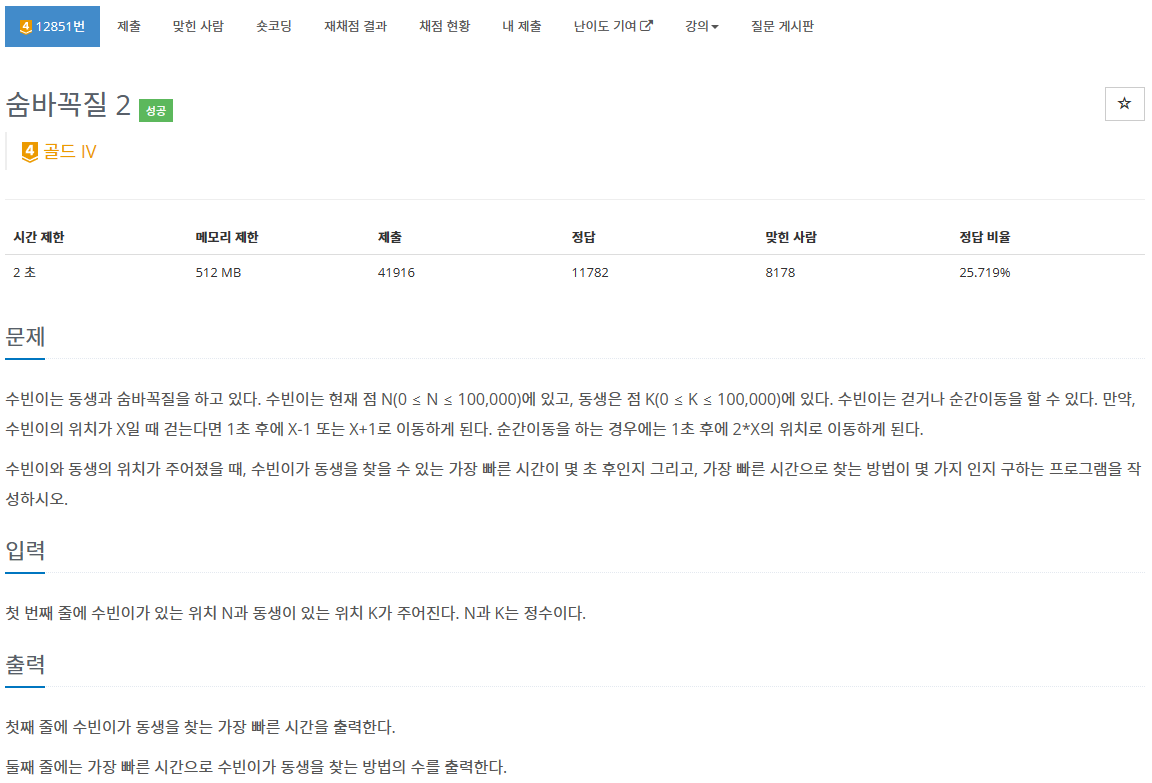 4 12851번 제출 맞힌 사람 숏코딩 재채점 결과 채점 현황 내 제출 난이도 기여 강의 질문 게시판
숨바꼭질 2 성공
4 골드 IV
시간 제한 메모리 제한 제출 정답 맞힌 사람 정답 비율
2 초 512 MB 41916 11782 8178 25.719%
문제
수빈이는 동생과 숨바꼭질을 하고 있다. 수빈이는 현재 점 N(0 ≤ N ≤ 100,000)에 있고, 동생은 점 K(0 ≤ K ≤ 100,000)에 있다. 수빈이는 걷거나 순간이동을 할 수 있다. 만약,
수빈이의 위치가 X일 때 걷는다면 1초 후에 X-1 또는 X+1로 이동하게 된다. 순간이동을 하는 경우에는 1초 후에 2*X의 위치로 이동하게 된다.
수빈이와 동생의 위치가 주어졌을 때, 수빈이가 동생을 찾을 수 있는 가장 빠른 시간이 몇 초 후인지 그리고, 가장 빠른 시간으로 찾는 방법이 몇 가지 인지 구하는 프로그램을 작
성하시오.
입력
첫 번째 줄에 수빈이가 있는 위치 N과 동생이 있는 위치 K가 주어진다. N과 K는 정수이다.
출력
첫째 줄에 수빈이가 동생을 찾는 가장 빠른 시간을 출력한다.
둘째 줄에는 가장 빠른 시간으로 수빈이가 동생을 찾는 방법의 수를 출력한다.